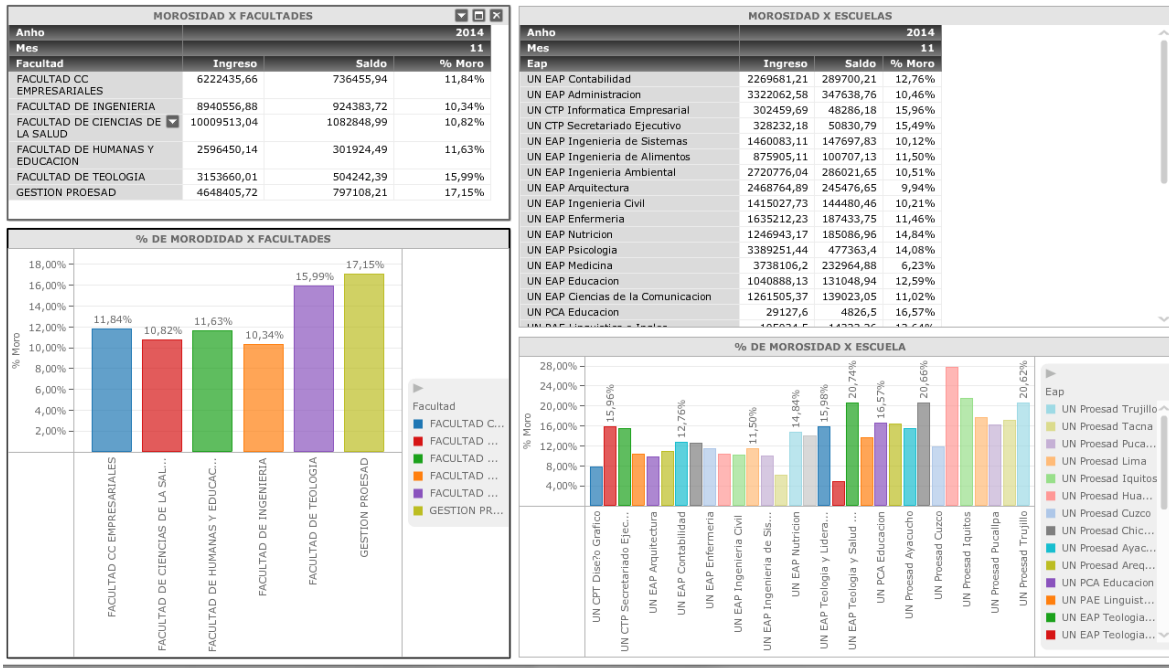 MOROSIDAD X FACULTADES
Anho 2014
Mes 11
Facultad Ingreso Saldo % Moro
FACULTAD CC EMPRESARIALES 6222435,66 736455,94 11,84%
FACULTAD DE INGENIERIA 8940556,88 924383,72 10,34%
FACULTAD DE CIENCIAS DE LA SALUD 10009513,04 1082848,99 10,82%
FACULTAD DE HUMANAS Y EDUCACION 2596450,14 301924,49 11,63%
FACULTAD DE TEOLOGIA 3153660,01 504242,39 15,99%
GESTION PROESAD 4648405,72 797108,21 17,15%
MOROSIDAD X ESCUELAS
Anho 2014
Mes 11
Eap Ingreso Saldo % Moro
UN EAP Contabilidad 2269681,21 289700,21 12,76%
UN EAP Administracion 3322062,58 347638,76 10,46%
UN CTP Informatica Empresarial 302459,69 48286,18 15,96%
UN CTP Secretariado Ejecutivo 328232,18 50830,79 15,49%
UN EAP Ingenieria de Sistemas 1460083,11 147697,83 10,12%
UN EAP Ingenieria de Alimentos 875905,11 100707,13 11,50%
UN EAP Ingenieria Ambiental 2720776,04 286021,65 10,51%
UN EAP Arquitectura 2468764,89 245476,65 9,94%
UN EAP Ingenieria Civil 1415027,73 144480,46 10,21%
UN EAP Enfermeria 1635212,23 187433,75 11,46%
UN EAP Nutricion 1246943,17 185086,96 14,84%
UN EAP Psicologia 3389251,44 477363,4 14,08%
UN EAP Medicina 3738106,2 232964,88 6,23%
UN EAP Educacion 1040888,13 131048,94 12,59%
UN EAP Ciencias de la Comunicacion 1261505,37 139023,05 11,02%
UN PCA Educacion 29127,6 4826,5 16,57%
% DE MORODIDAD X FACULTADES
% Moro
18,00%
16,00%
14,00%
12,00%
10,00%
8,00%
6,00%
4,00%
2,00%
11,84%
10,82%
11,63%
10,34%
15,99%
17,15%
FACULTAD CC EMPRESARIALES
FACULTAD DE CIENCIAS DE LA SAL...
FACULTAD DE HUMANAS Y EDUCAC...
FACULTAD DE INGENIERIA
FACULTAD DE TEOLOGIA
GESTION PROESAD
Facultad
FACULTAD C...
FACULTAD ...
FACULTAD ...
FACULTAD ...
FACULTAD ...
GESTION PR...
% DE MOROSIDAD X ESCUELA
% Moro
28,00%
24,00%
20,00%
16,00%
12,00%
8,00%
4,00%
15,96%
12,76%
11,50%
14,84%
15,98%
20,74%
16,57%
20,66%
20,62%
UN CPT Dise?o Grafico
UN CTP Secretariado Ejec...
UN EAP Arquitectura
UN EAP Contabilidad
UN EAP Enfermeria
UN EAP Ingenieria Civil
UN EAP Ingenieria de Sis...
UN EAP Nutricion
UN EAP Teologia y Lidera...
UN EAP Teologia y Salud ...
UN PCA Educacion
UN Proesad Ayacucho
UN Proesad Cuzco
UN Proesad Iquitos
UN Proesad Pucallpa
UN Proesad Trujillo
Eap
UN Proesad Trujillo
UN Proesad Tacna
UN Proesad Puca...
UN Proesad Lima
UN Proesad Iquitos
UN Proesad Hua...
UN Proesad Cuzco
UN Proesad Chic...
UN Proesad Ayac...
UN Proesad Areq...
UN PCA Educacion
UN PAE Linguist...
UN EAP Teologia...
UN EAP Teologia...